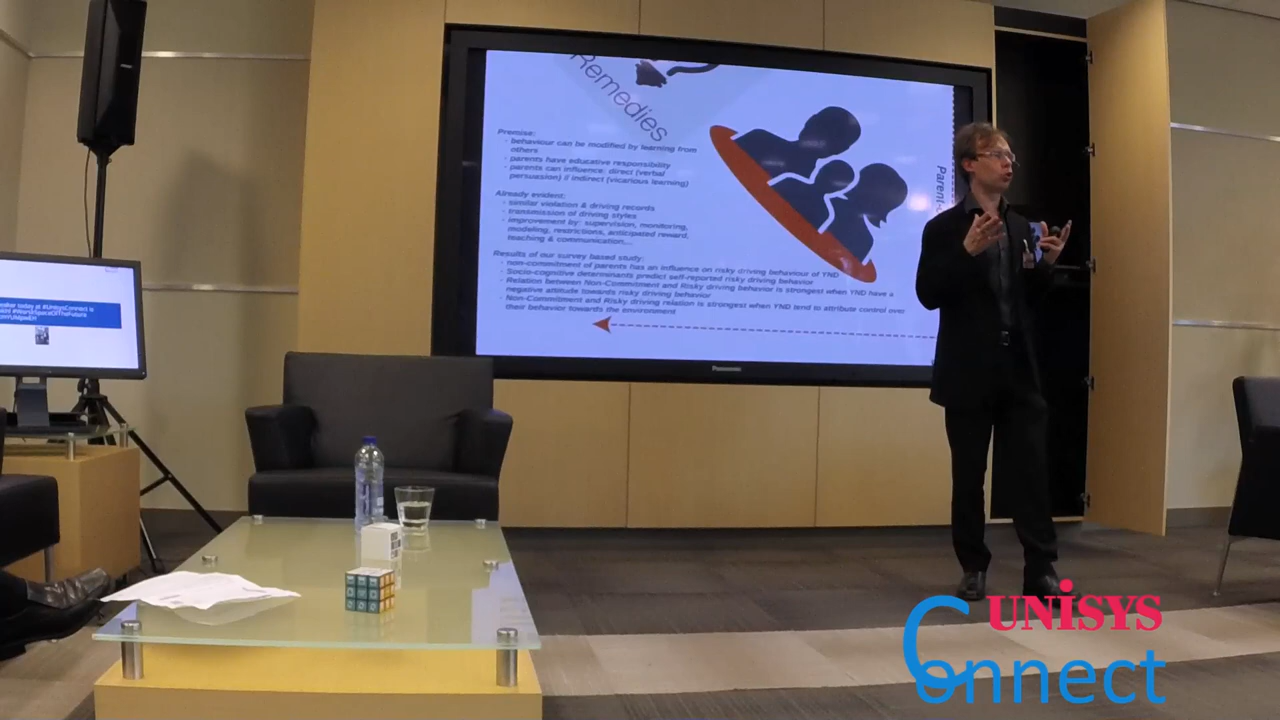 Remedies
Premise:
- behaviour can be modified by learning from
others
- parents have educative responsibility
- parents can influence: direct (verbal
persuasion) // indirect (vicarious learning)
Already evident:
- similar violation & driving records
- transmission of driving styles
- improvement by: supervision, monitoring,
modeling, restrictions, anticipated reward,
teaching & communication,...
Results of our survey based study:
- non-commitment of parents has an influence on risky driving behaviour of YND
- Socio-cognitive determinants predict self-reported risky driving behavior
- Relation between Non-Commitment and Risky driving behavior is strongest when YND have a
negative attitude towards risky driving behavior
- Non-Commitment and Risky driving relation is strongest when YND tend to attribute control over
their behavior towards the environment
Parent-
Panasonic
today at #UnisysConnect is
UNiSYS
Connect